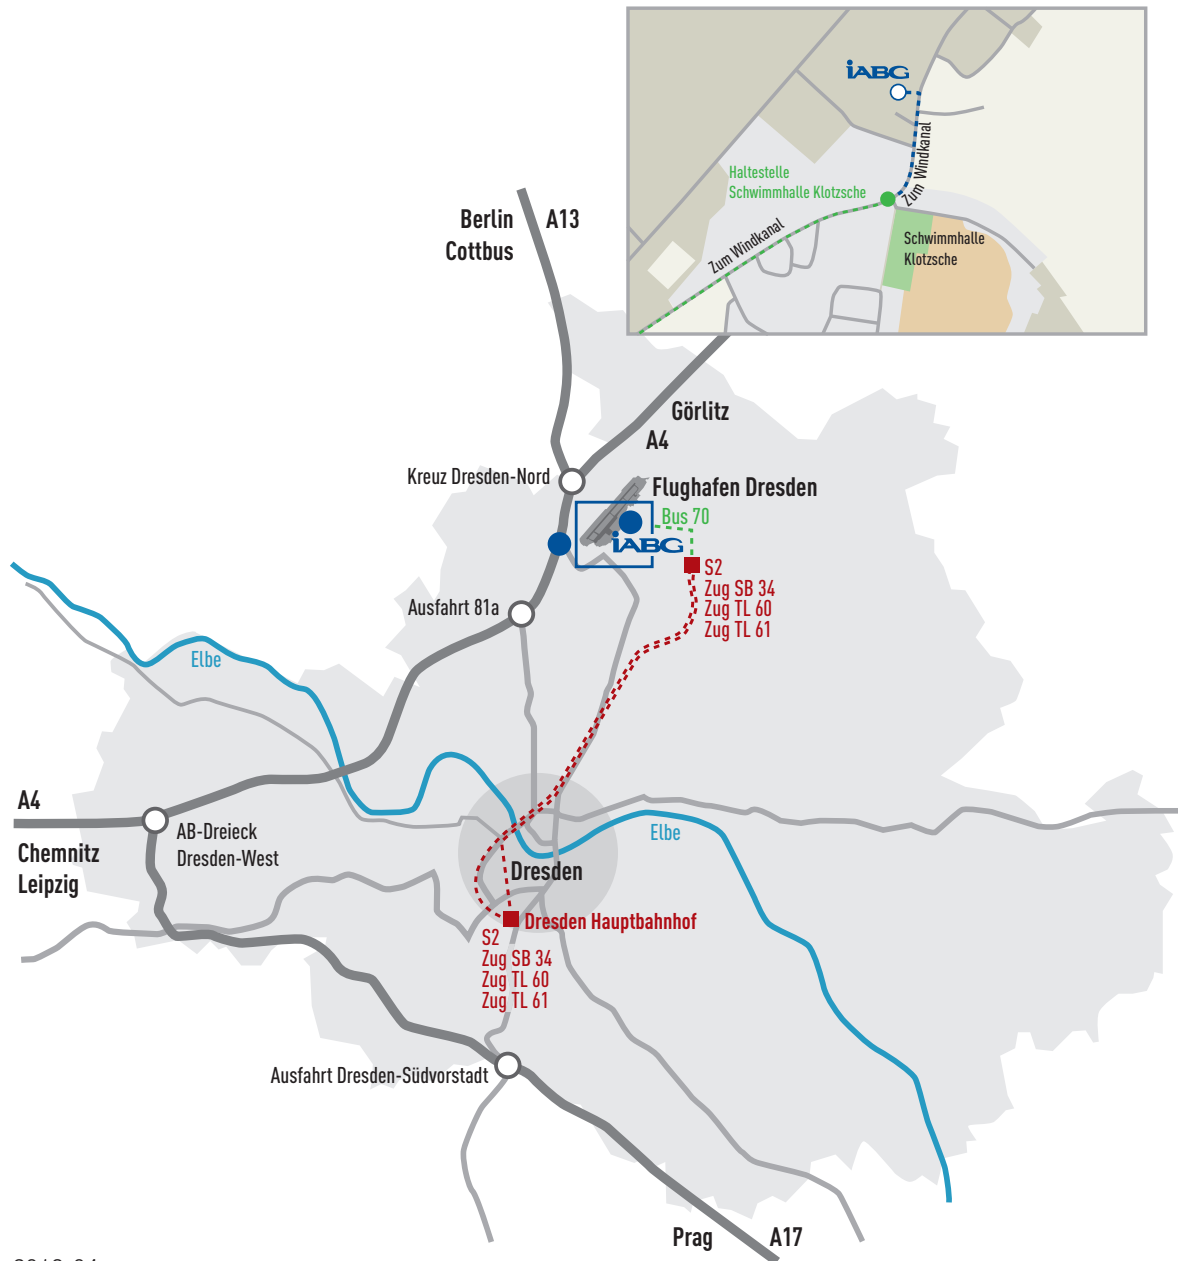 IABG
Zum Windkanal
Haltestelle
Schwimmhalle Klotzsche
Zum Windkanal
Schwimmhalle
Klotzsche
Berlin
Cottbus
A13
Görlitz
A4
Kreuz Dresden-Nord
Flughafen Dresden
Bus 70
IABG
S2
Zug SB 34
Zug TL 60
Zug TL 61
Ausfahrt 81a
Elbe
A4
Chemnitz
Leipzig
AB-Dreieck
Dresden-West
Elbe
Dresden
Dresden Hauptbahnhof
S2
Zug SB 34
Zug TL 60
Zug TL 61
Ausfahrt Dresden-Südvorstadt
Prag
A17